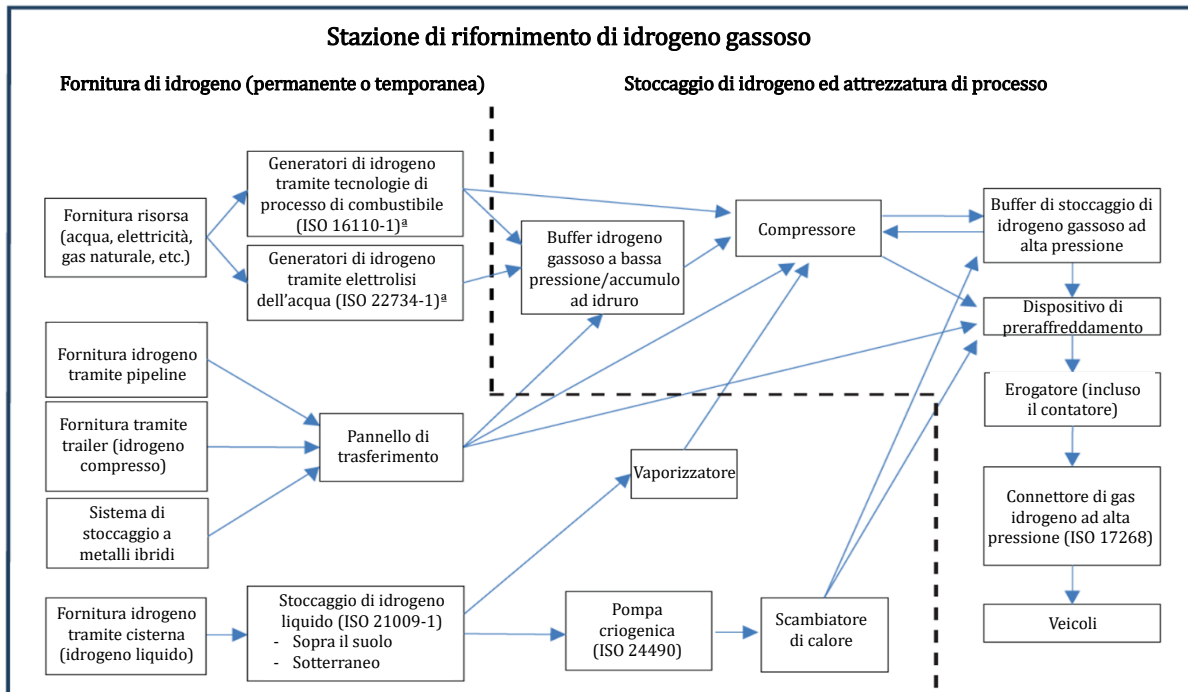 Stazione di rifornimento di idrogeno gassoso
Fornitura di idrogeno (permanente o temporanea)
Stoccaggio di idrogeno ed attrezzatura di processo
Fornitura risorsa
(acqua, elettricità,
gas naturale, etc.)
Generatori di idrogeno
tramite tecnologie di
processo di combustibile
(ISO 16110-1)ª
Generatori di idrogeno
tramite elettrolisi
dell'acqua (ISO 22734-1)ª
Buffer idrogeno
gassoso a bassa
pressione/accumulo
ad idruro
Compressore
Buffer di stoccaggio di
idrogeno gassoso ad
alta pressione
Dispositivo di
preraffreddamento
Fornitura idrogeno
tramite pipeline
Fornitura tramite
trailer (idrogeno
compresso)
Sistema di
stoccaggio a
metalli ibridi
Pannello di
trasferimento
Vaporizzatore
Erogatore (incluso
il contatore)
Connettore di gas
idrogeno ad alta
pressione (ISO 17268)
Fornitura idrogeno
tramite cisterna
(idrogeno liquido)
Stoccaggio di idrogeno
liquido (ISO 21009-1)
- Sopra il suolo
- Sotterraneo
Pompa
criogenica
(ISO 24490)
Scambiatore
di calore
Veicoli